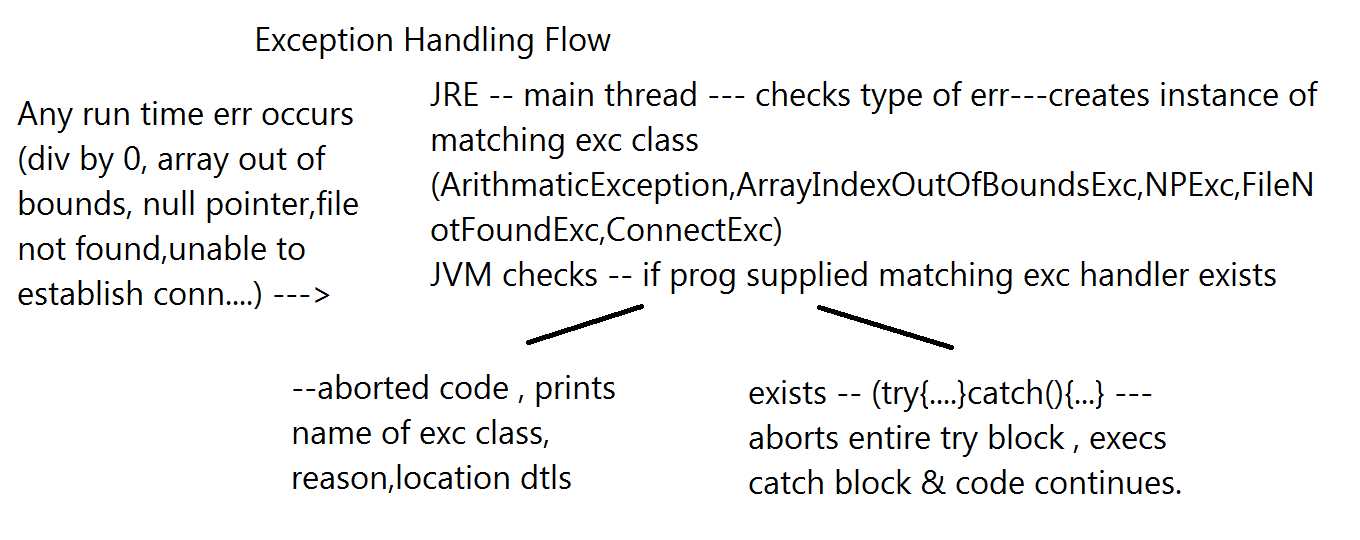 Exception Handling Flow
Any run time err occurs
(div by 0, array out of
bounds, null pointer,file
not found,unable to
establish conn....) --->
JRE -- main thread --- checks type of err---creates instance of
matching exc class
(ArithmaticException,ArrayIndexOutOfBoundsExc,NPExc,FileN
otFoundExc,ConnectExc)
JVM checks -- if prog supplied matching exc handler exists
--aborted code , prints
name of exc class,
reason,location dtls
exists -- (try{....}catch(){...} ---
aborts entire try block , execs
catch block & code continues.